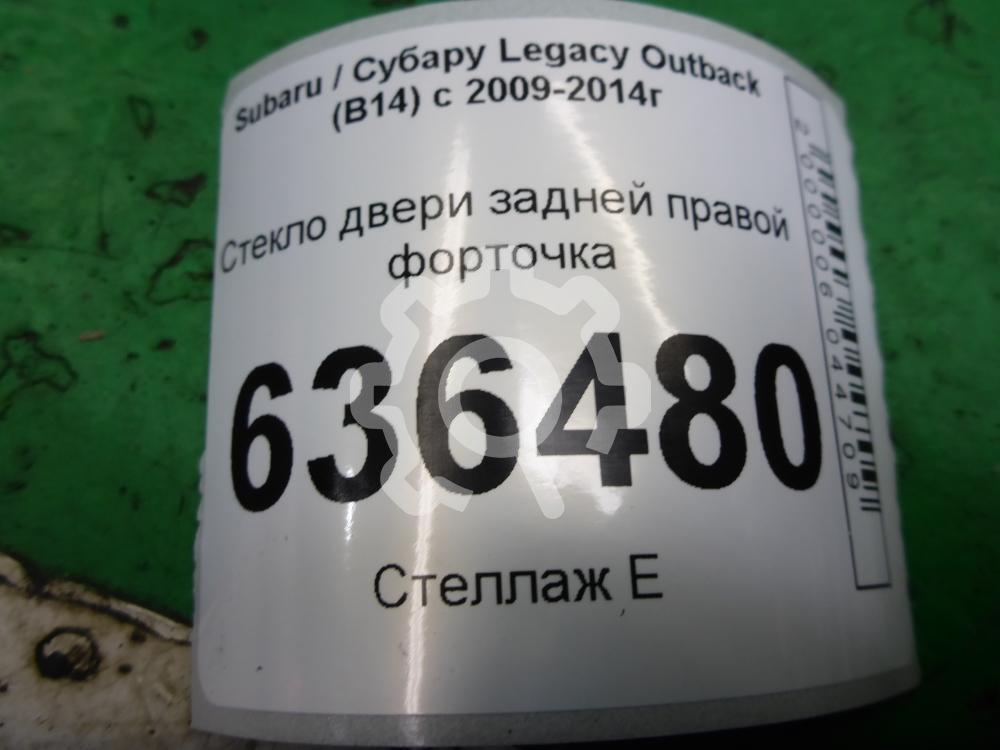 Subaru / Субару Legacy Outback
(B14) с 2009-2014г
Стекло двери задней правой
форточка
636480
Стеллаж Е
2000006044709